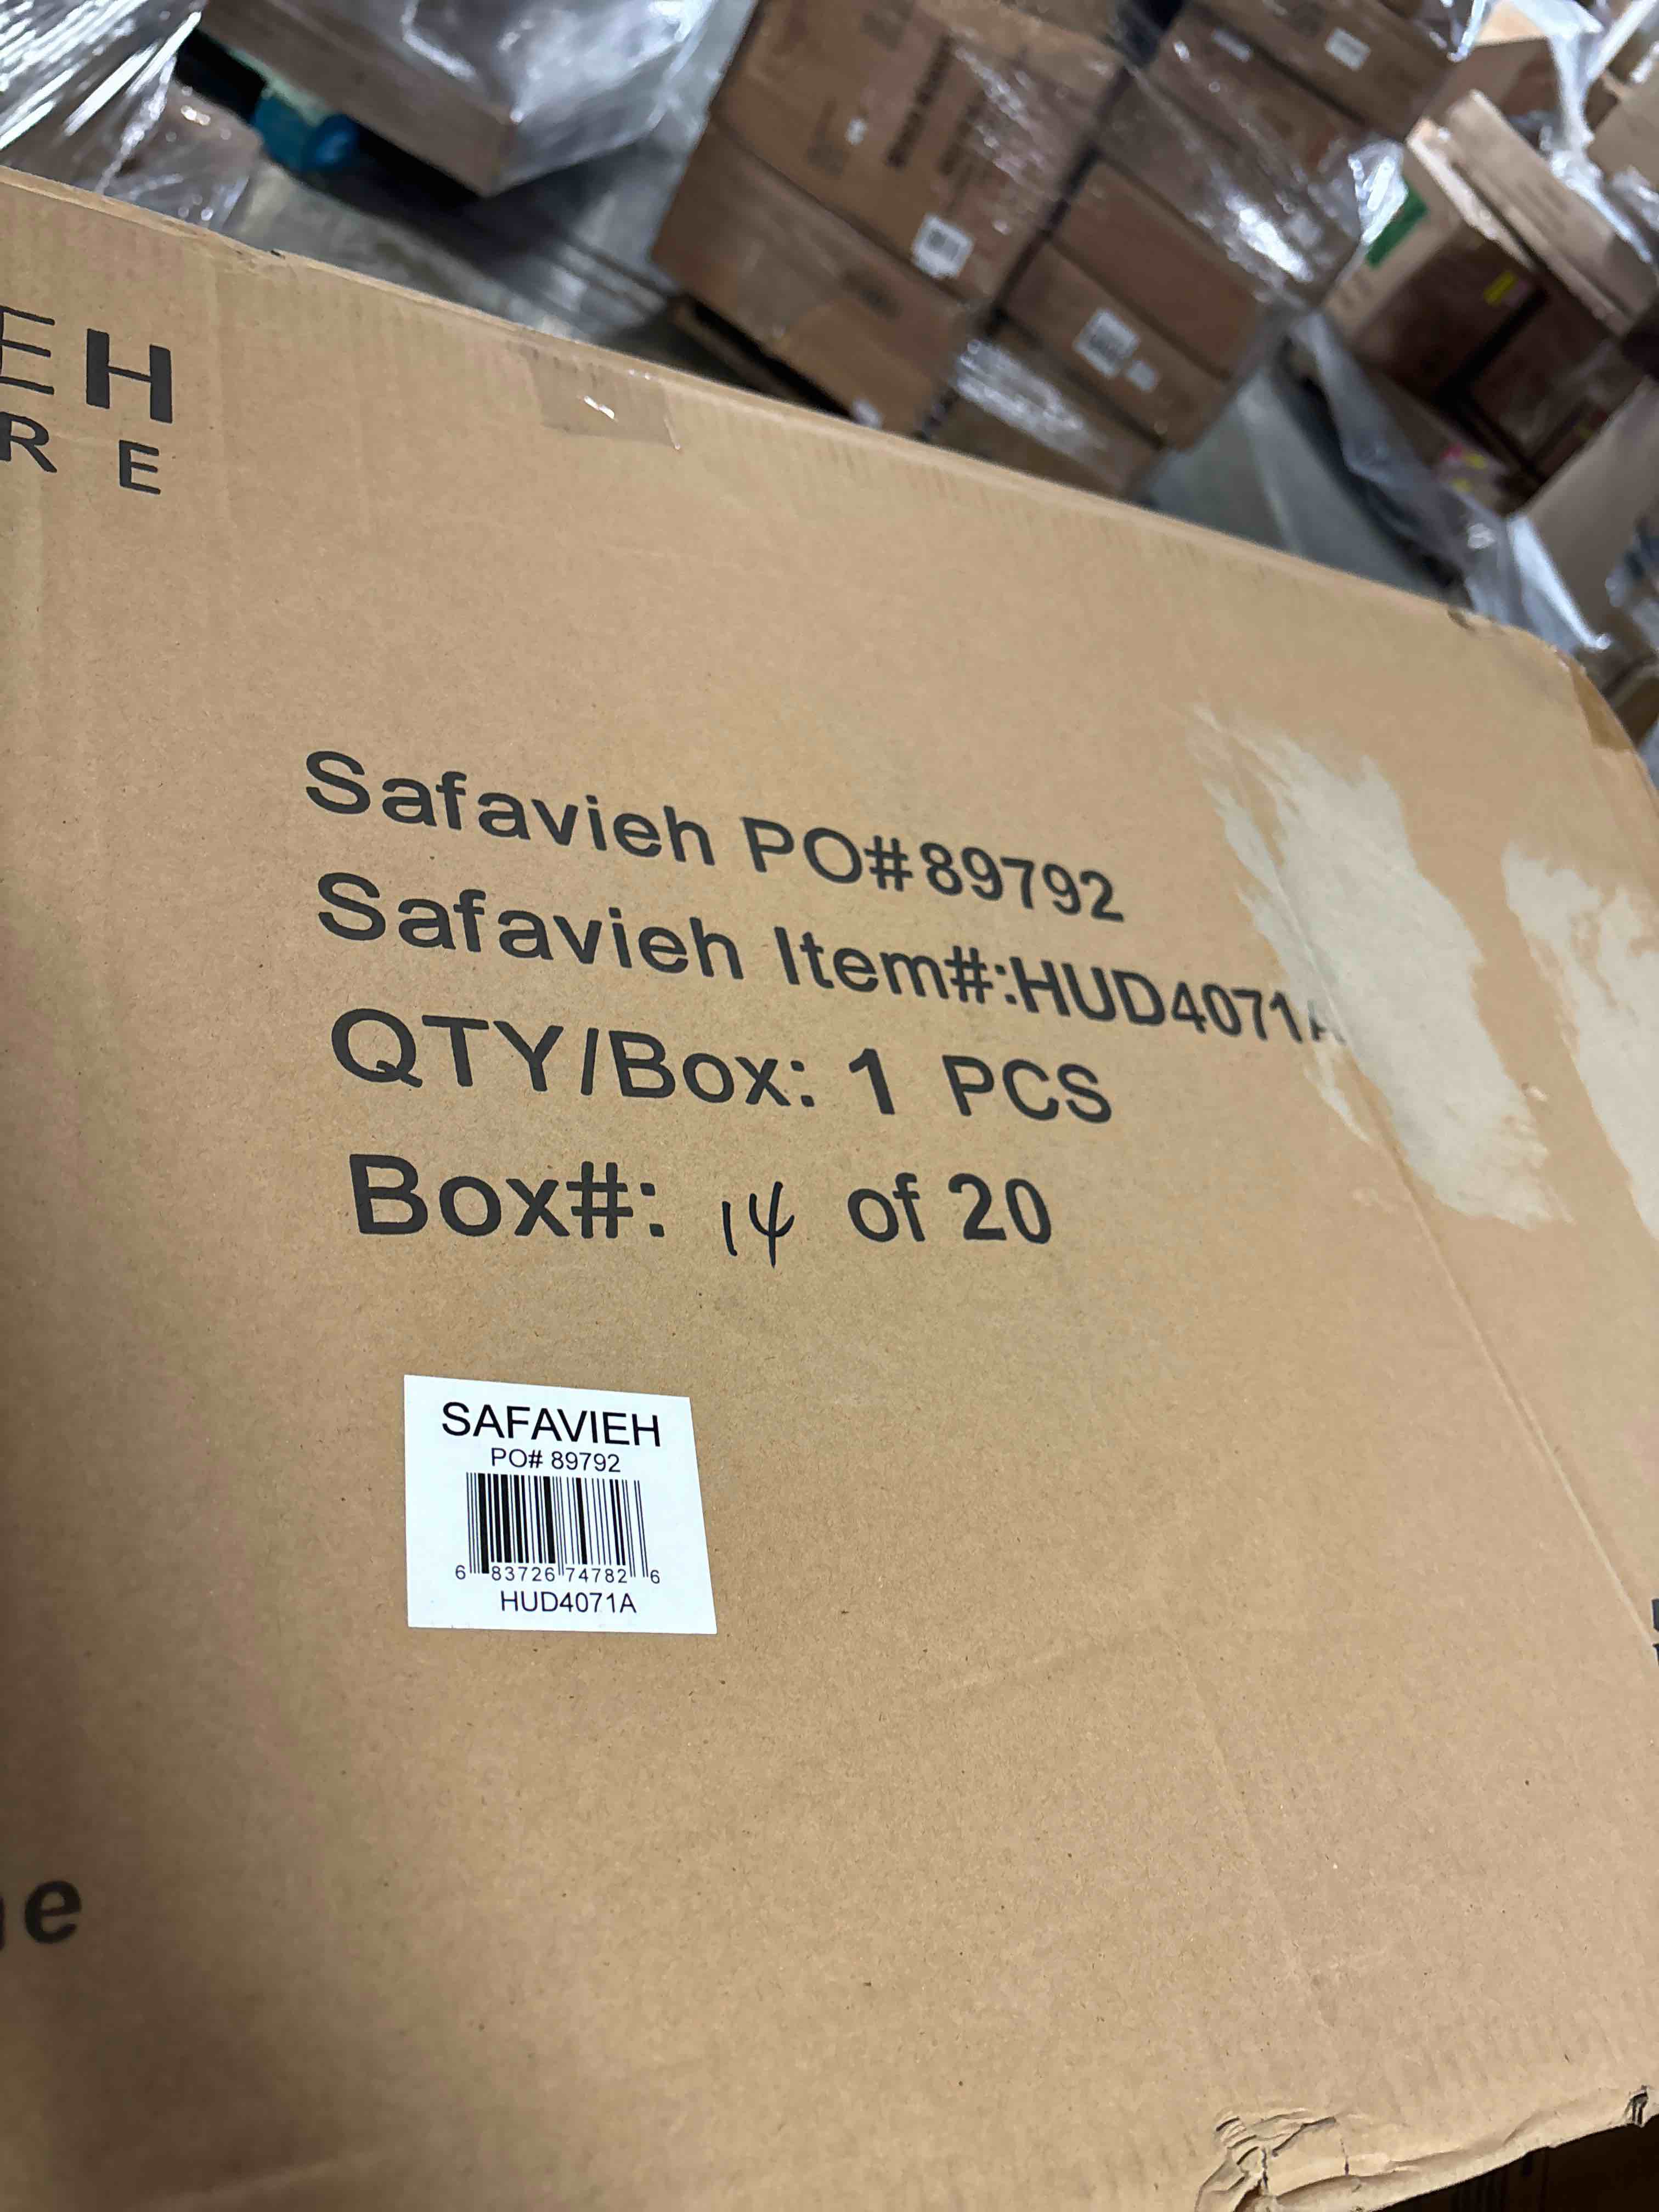 EH
RE
Safavieh PO#89792
Safavieh Item#:HUD4071A
QTY/Box: 1 PCS
Box#: 14 of 20
SAFAVIEH
PO# 89792
6 83726 74782 6
HUD4071A
e